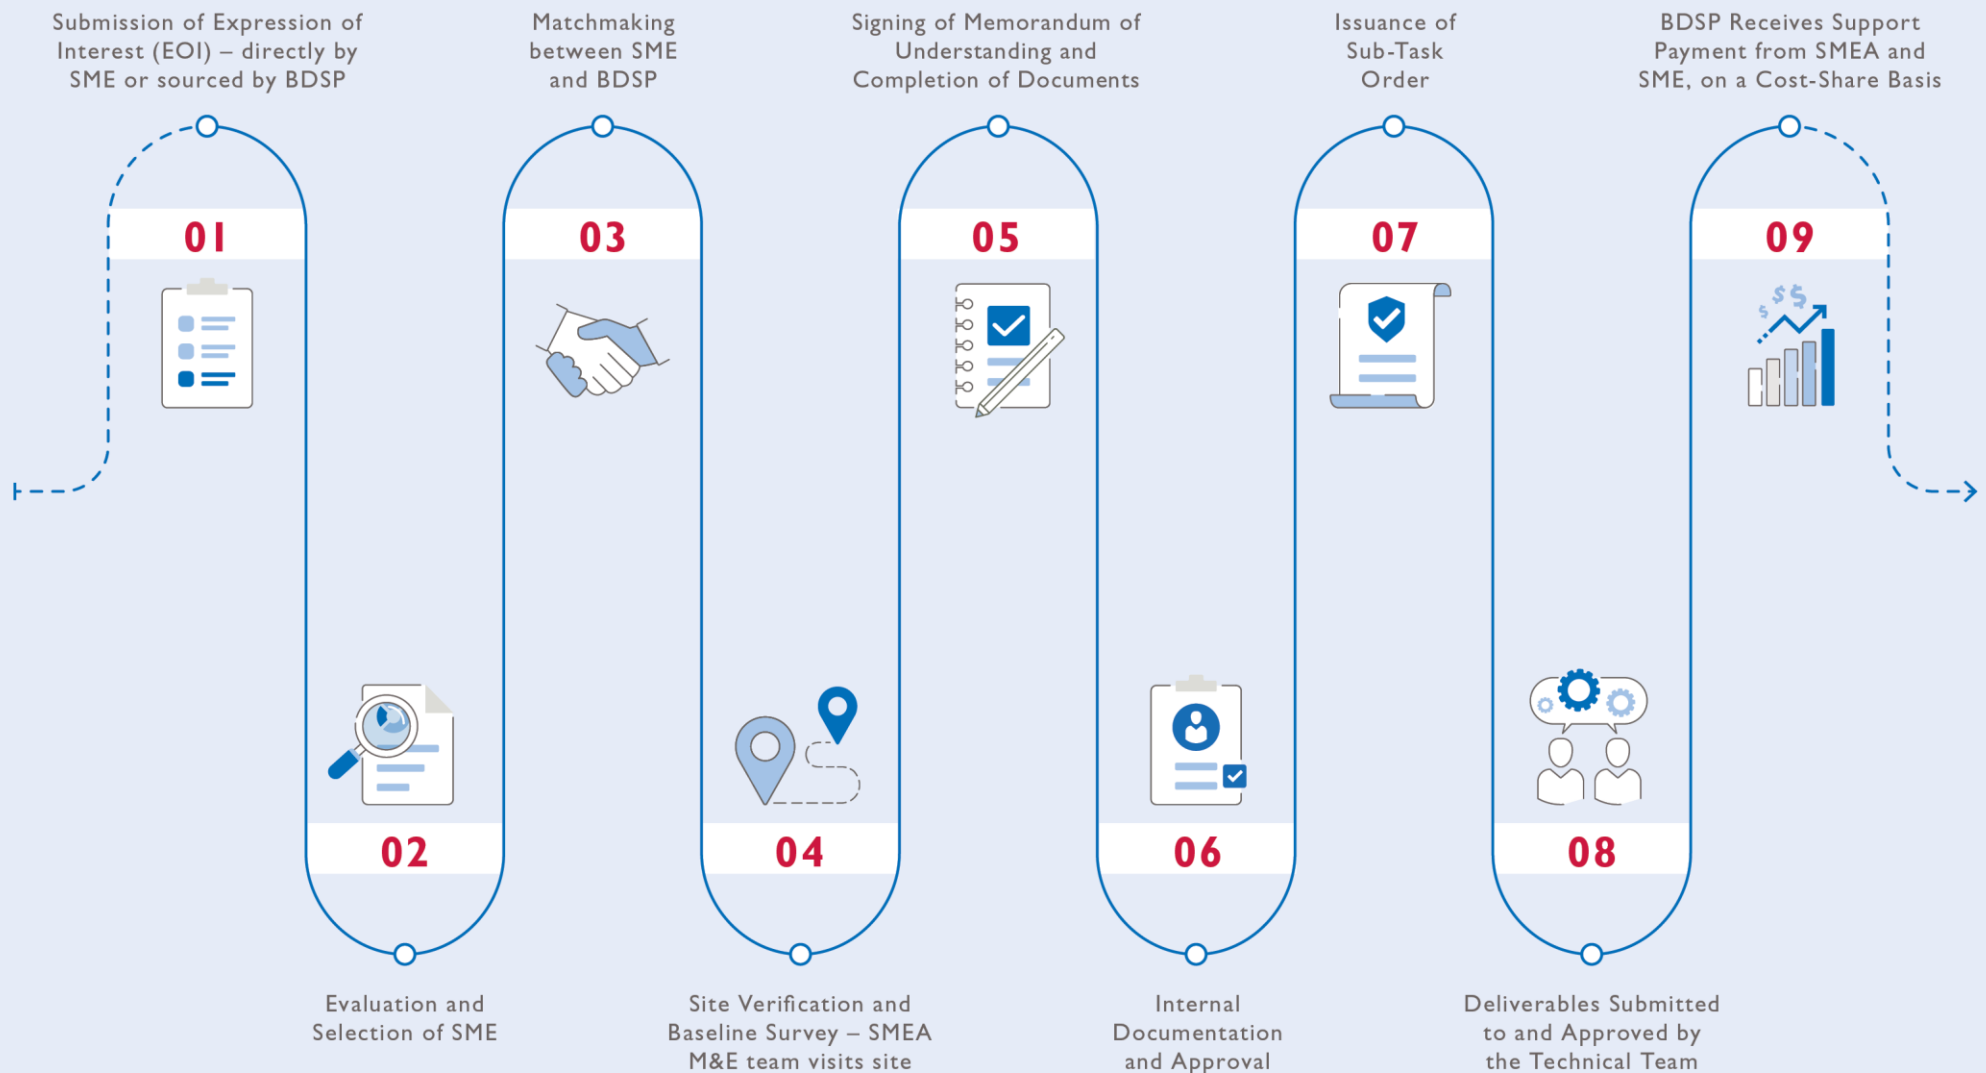 Submission of Expression of
Interest (EOI) – directly by
SME or sourced by BDSP
01
02
Evaluation and
Selection of SME
Matchmaking
between SME
and BDSP
03
04
Site Verification and
Baseline Survey – SMEA
M&E team visits site
Signing of Memorandum of
Understanding and
Completion of Documents
05
06
Internal
Documentation
and Approval
Issuance of
Sub-Task
Order
07
08
Deliverables Submitted
to and Approved by
the Technical Team
BDSP Receives Support
Payment from SMEA and
SME, on a Cost-Share Basis
09
$ $ $